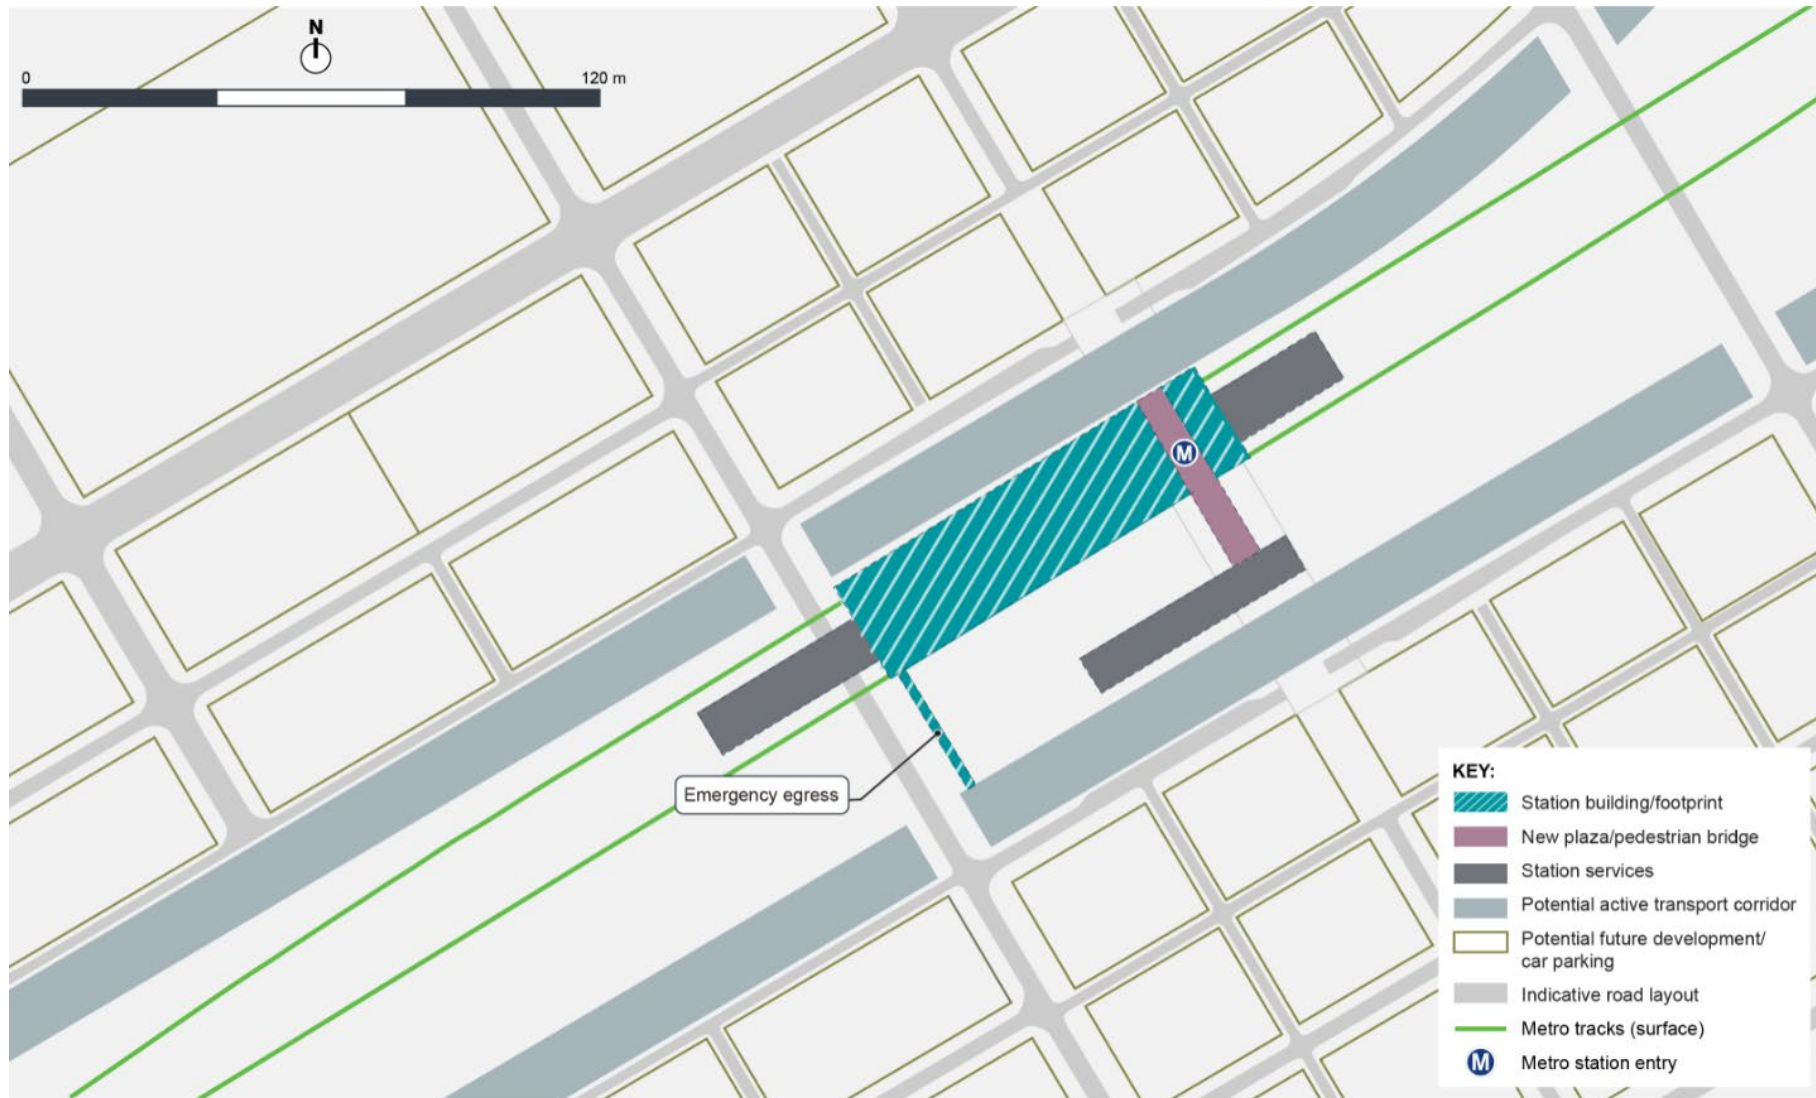 N
0
120 m
M
Emergency egress
KEY:
Station building/footprint
New plaza/pedestrian bridge
Station services
Potential active transport corridor
Potential future development/
car parking
Indicative road layout
Metro tracks (surface)
M
Metro station entry